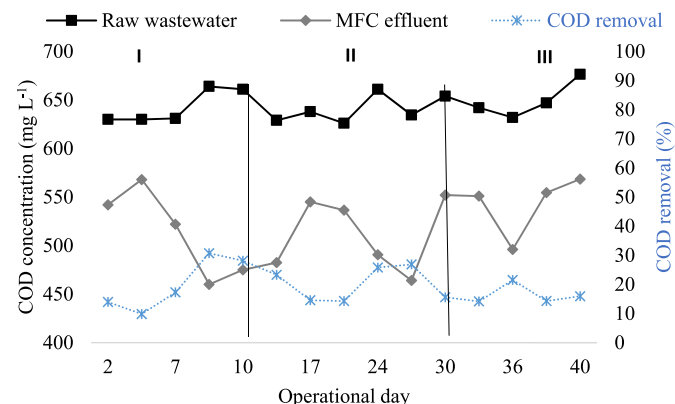 Raw wastewater MFC effluent COD removal
700 100
I II III
90
650 80
70
600 60
550 50
40
500 30
450 20
10
400 0
2 7 10 17 24 30 36 40
Operational day
COD concentration (mg L-1)
COD removal (%)